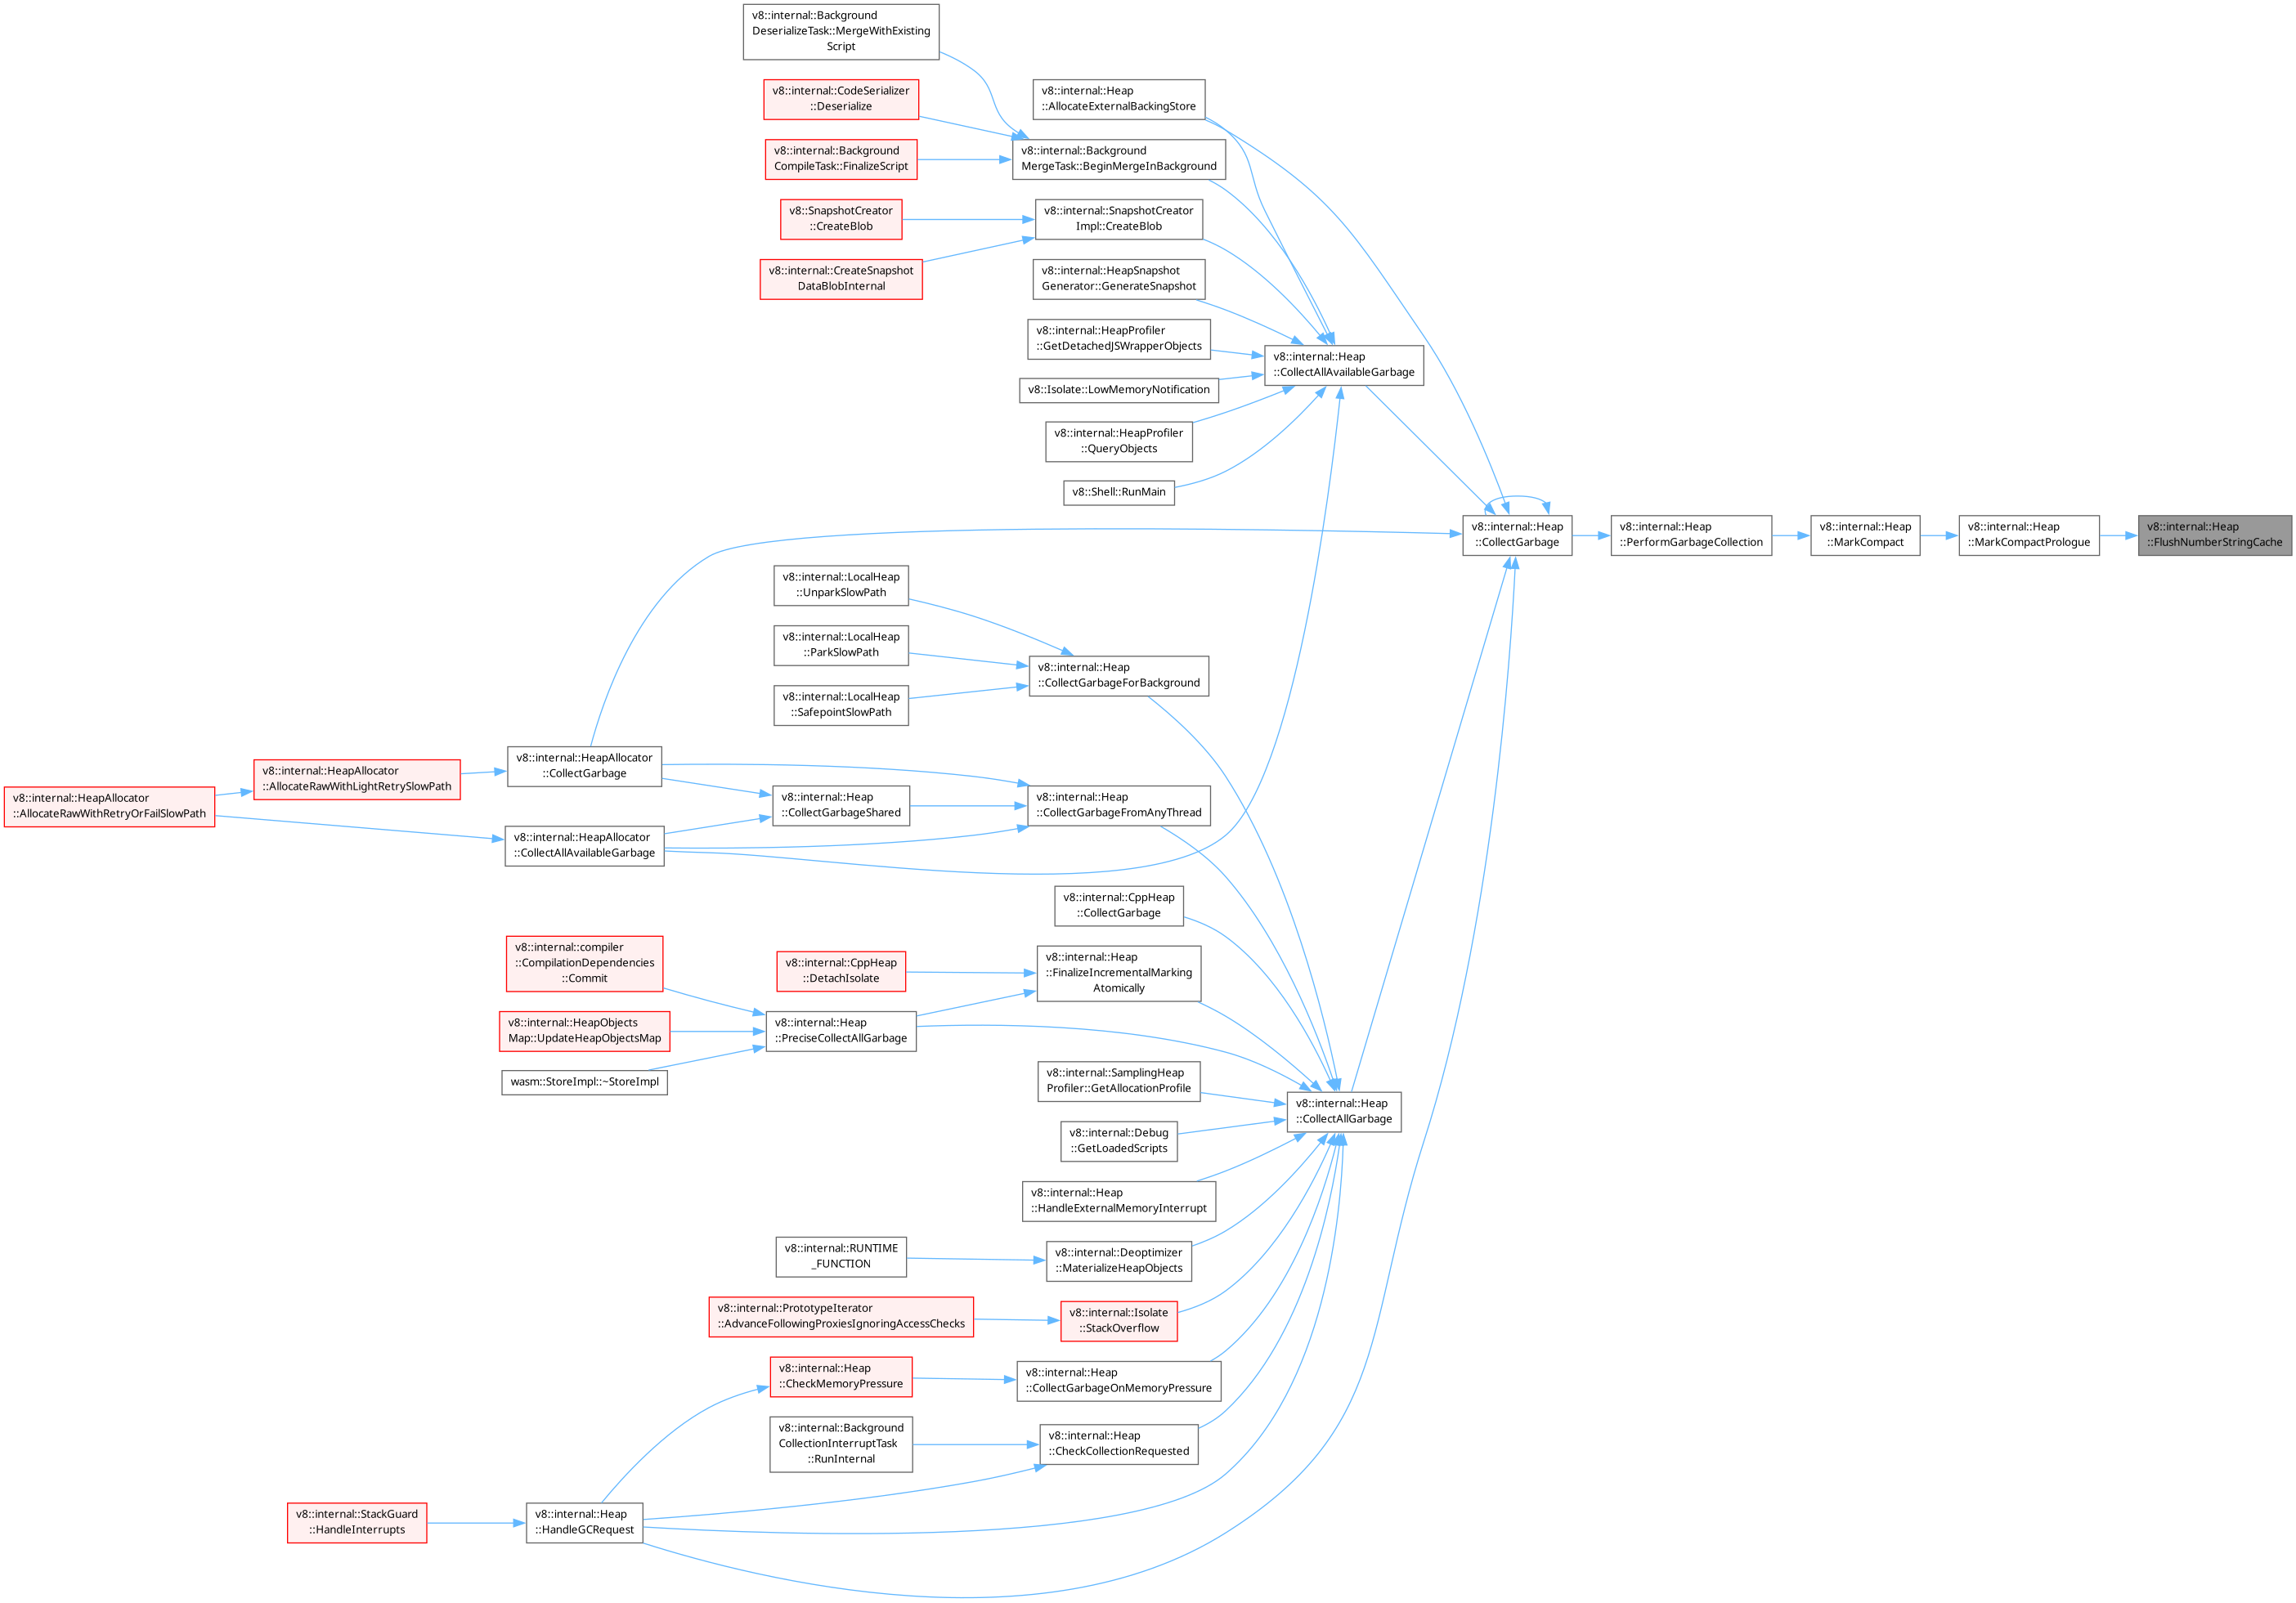 v8::internal::Background
DeserializeTask::MergeWithExisting
Script
v8::internal::CodeSerializer
::Deserialize
v8::internal::Heap
::AllocateExternalBackingStore
v8::internal::Background
CompileTask::FinalizeScript
v8::internal::Background
MergeTask::BeginMergeInBackground
v8::SnapshotCreator
::CreateBlob
v8::internal::SnapshotCreator
Impl::CreateBlob
v8::internal::CreateSnapshot
DataBlobInternal
v8::internal::HeapSnapshot
Generator::GenerateSnapshot
v8::internal::HeapProfiler
::GetDetachedJSWrapperObjects
v8::internal::Heap
::CollectAllAvailableGarbage
v8::Isolate::LowMemoryNotification
v8::internal::HeapProfiler
::QueryObjects
v8::Shell::RunMain
v8::internal::Heap
::CollectGarbage
v8::internal::Heap
::PerformGarbageCollection
v8::internal::Heap
::MarkCompact
v8::internal::Heap
::MarkCompactPrologue
v8::internal::Heap
::FlushNumberStringCache
v8::internal::LocalHeap
::UnparkSlowPath
v8::internal::LocalHeap
::ParkSlowPath
v8::internal::Heap
::CollectGarbageForBackground
v8::internal::LocalHeap
::SafepointSlowPath
v8::internal::HeapAllocator
::CollectGarbage
v8::internal::HeapAllocator
::AllocateRawWithLightRetrySlowPath
v8::internal::HeapAllocator
::AllocateRawWithRetryOrFailSlowPath
v8::internal::Heap
::CollectGarbageShared
v8::internal::Heap
::CollectGarbageFromAnyThread
v8::internal::HeapAllocator
::CollectAllAvailableGarbage
v8::internal::CppHeap
::CollectGarbage
v8::internal::compiler
::CompilationDependencies
::Commit
v8::internal::CppHeap
::DetachIsolate
v8::internal::Heap
::FinalizeIncrementalMarking
Atomically
v8::internal::HeapObjects
Map::UpdateHeapObjectsMap
v8::internal::Heap
::PreciseCollectAllGarbage
wasm::StoreImpl::~StoreImpl
v8::internal::SamplingHeap
Profiler::GetAllocationProfile
v8::internal::Heap
::CollectAllGarbage
v8::internal::Debug
::GetLoadedScripts
v8::internal::Heap
::HandleExternalMemoryInterrupt
v8::internal::RUNTIME
_FUNCTION
v8::internal::Deoptimizer
::MaterializeHeapObjects
v8::internal::PrototypeIterator
::AdvanceFollowingProxiesIgnoringAccessChecks
v8::internal::Isolate
::StackOverflow
v8::internal::Heap
::CheckMemoryPressure
v8::internal::Heap
::CollectGarbageOnMemoryPressure
v8::internal::Background
CollectionInterruptTask
::RunInternal
v8::internal::Heap
::CheckCollectionRequested
v8::internal::StackGuard
::HandleInterrupts
v8::internal::Heap
::HandleGCRequest